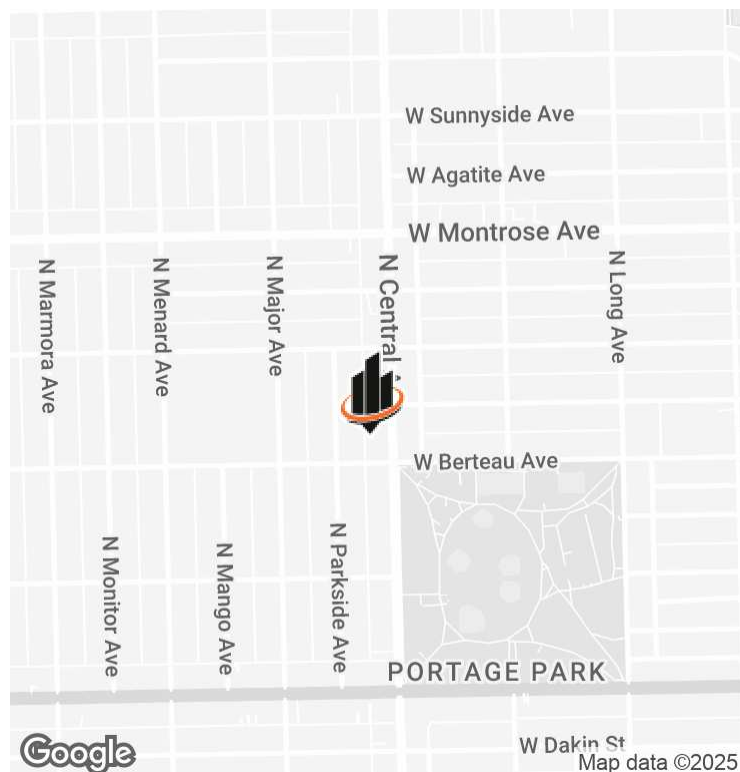 W Sunnyside Ave
W Agatite Ave
W Montrose Ave
N Marmora Ave
N Menard Ave
N Major Ave
N Central
N Long Ave
W Berteau Ave
N Monitor Ave
N Mango Ave
N Parkside Ave
PORTAGE PARK
W Dakin St
Google
Map data ©2025